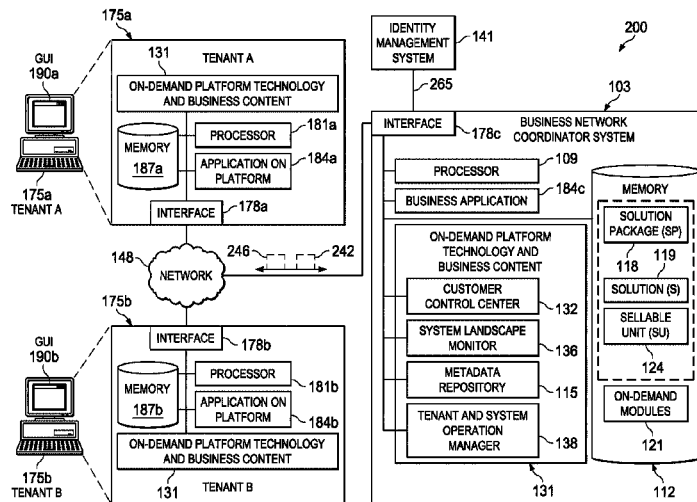 175a
GUI
190a
175a
TENANT A
131
TENANT A
ON-DEMAND PLATFORM TECHNOLOGY
AND BUSINESS CONTENT
MEMORY
187a
PROCESSOR
181a
APPLICATION ON
PLATFORM
184a
INTERFACE
178a
148
NETWORK
246
242
175b
GUI
190b
175b
TENANT B
INTERFACE
178b
MEMORY
187b
PROCESSOR
181b
APPLICATION ON
PLATFORM
184b
ON-DEMAND PLATFORM TECHNOLOGY
AND BUSINESS CONTENT
131
TENANT B
IDENTITY
MANAGEMENT
SYSTEM
141
200
265
103
INTERFACE
178c
BUSINESS NETWORK
COORDINATOR SYSTEM
PROCESSOR
109
BUSINESS APPLICATION
184c
ON-DEMAND PLATFORM
TECHNOLOGY AND
BUSINESS CONTENT
CUSTOMER
CONTROL CENTER
132
SYSTEM LANDSCAPE
MONITOR
136
METADATA
REPOSITORY
115
TENANT AND SYSTEM
OPERATION
MANAGER
138
131
MEMORY
SOLUTION
PACKAGE (SP)
118
119
SOLUTION (S)
SELLABLE
UNIT (SU)
124
ON-DEMAND
MODULES
121
112